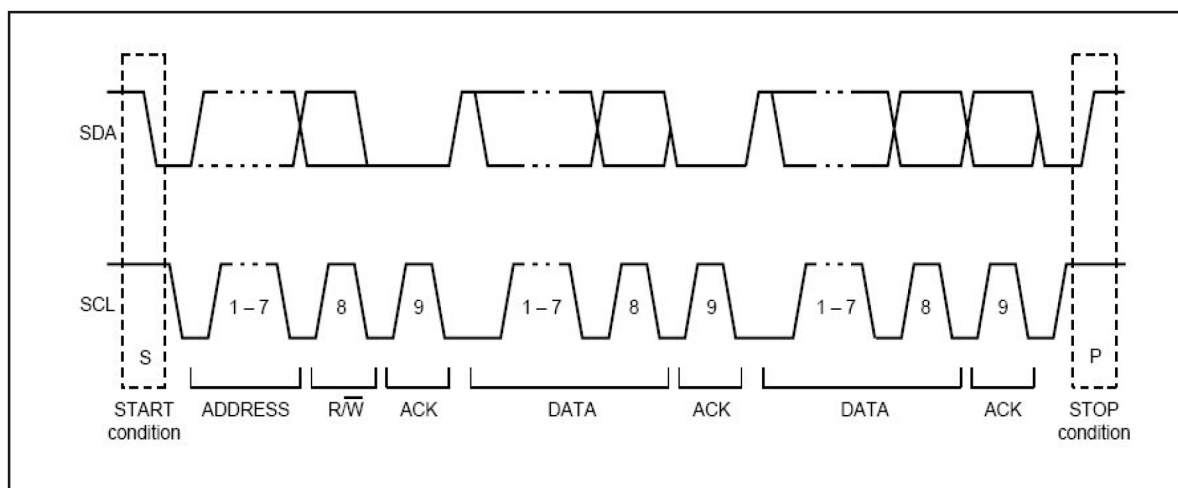 SDA
SCL
1 – 7
8
9
1 – 7
8
9
1 – 7
8
9
S
P
START
condition
ADDRESS
R/W̅
ACK
DATA
ACK
DATA
ACK
STOP
condition